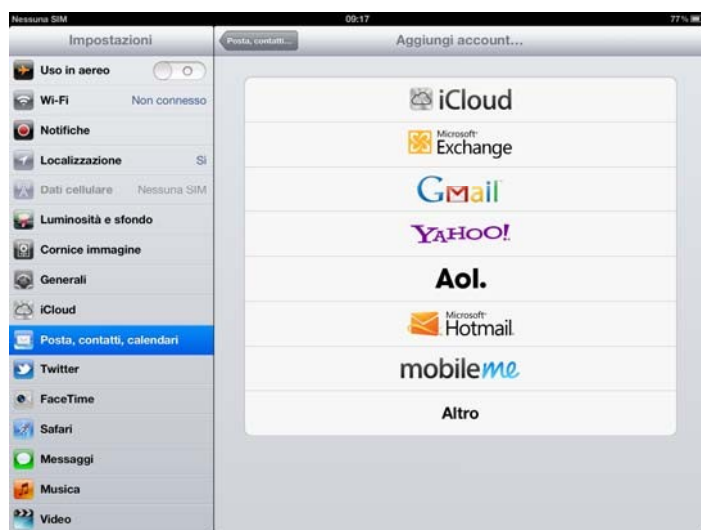 Nessuna SIM 09:17 77%
Impostazioni
Posta, contatti...
Aggiungi account...
Uso in aereo
Wi-Fi Non connesso
Notifiche
Localizzazione Sì
Dati cellulare Nessuna SIM
Luminosità e sfondo
Cornice immagine
Generali
iCloud
Posta, contatti, calendari
Twitter
FaceTime
Safari
Messaggi
Musica
Video
iCloud
Microsoft
Exchange
GMail
YAHOO!
Aol.
Microsoft
Hotmail
mobileme
Altro